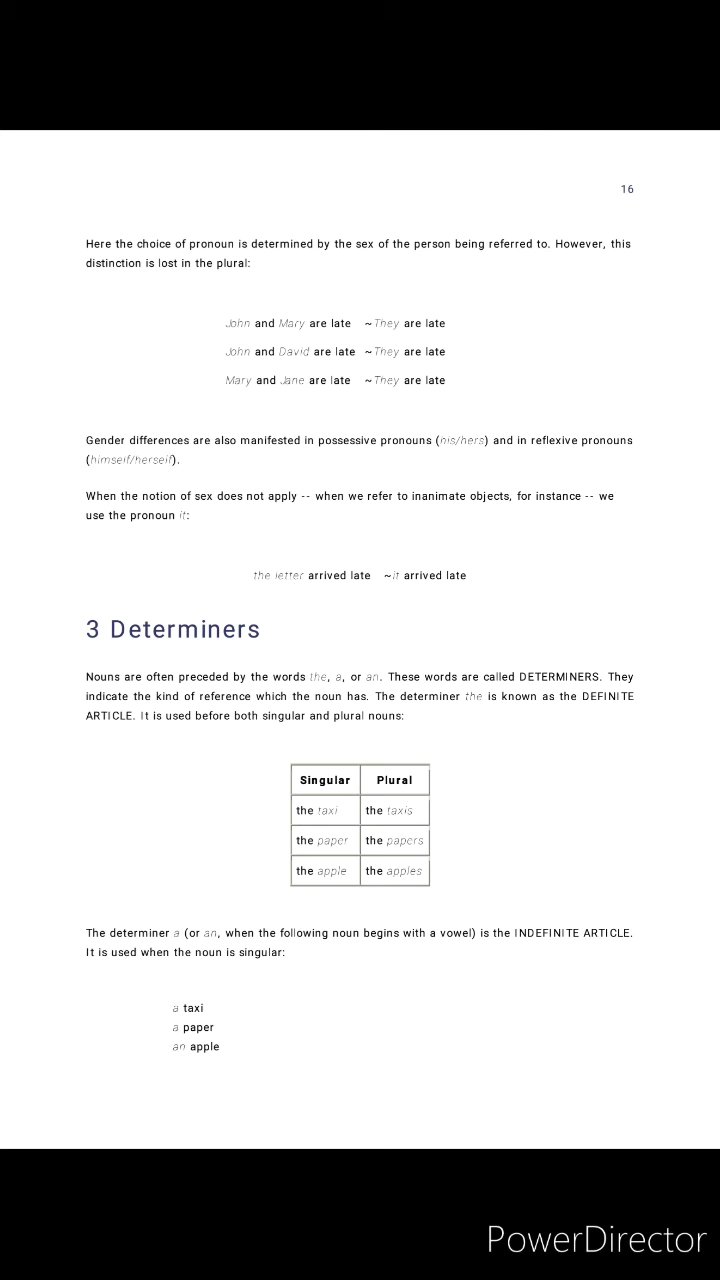 16
Here the choice of pronoun is determined by the sex of the person being referred to. However, this
distinction is lost in the plural:
John and Mary are late ~They are late
John and David are late ~They are late
Mary and Jane are late ~They are late
Gender differences are also manifested in possessive pronouns (his/hers) and in reflexive pronouns
(himself/herself).
When the notion of sex does not apply -- when we refer to inanimate objects, for instance -- we
use the pronoun it:
the letter arrived late ~it arrived late
3 Determiners
Nouns are often preceded by the words the, a, or an. These words are called DETERMINERS. They
indicate the kind of reference which the noun has. The determiner the is known as the DEFINITE
ARTICLE. It is used before both singular and plural nouns:
Singular Plural
the taxi the taxis
the paper the papers
the apple the apples
The determiner a (or an, when the following noun begins with a vowel) is the INDEFINITE ARTICLE.
It is used when the noun is singular:
a taxi
a paper
an apple
PowerDirector